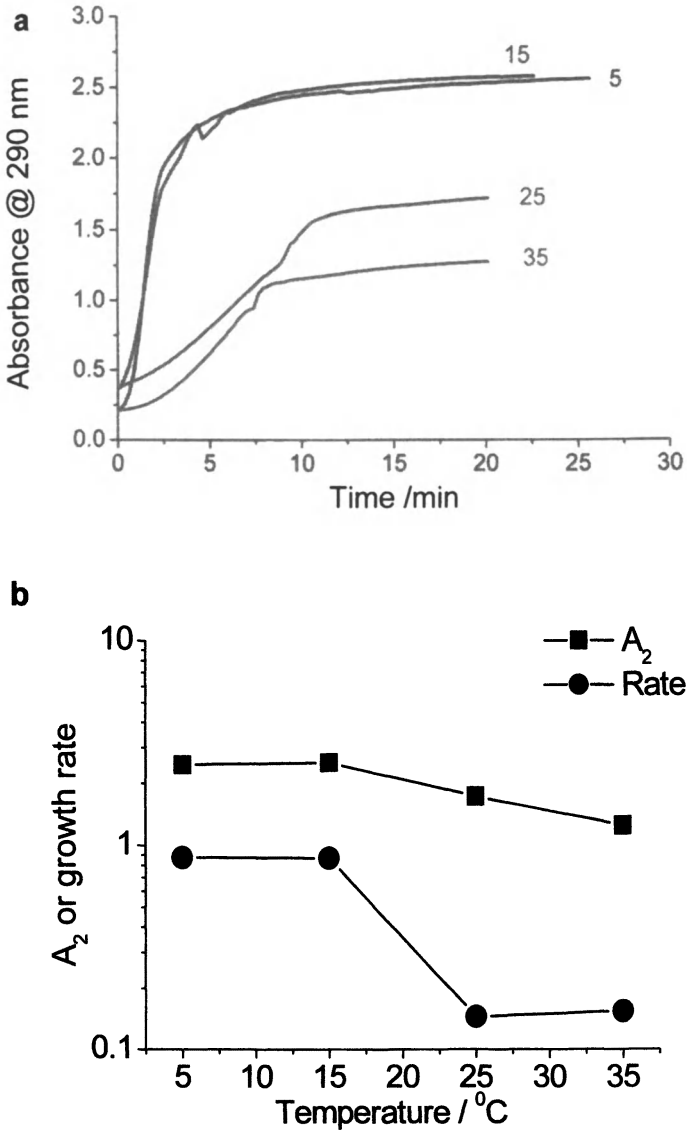 a
3.0
2.5
2.0
1.5
1.0
0.5
0.0
Absorbance @ 290 nm
15
5
25
35
0 5 10 15 20 25 30
Time /min
b
10
1
0.1
A₂ or growth rate
A₂
Rate
5 10 15 20 25 30 35
Temperature / ⁰C